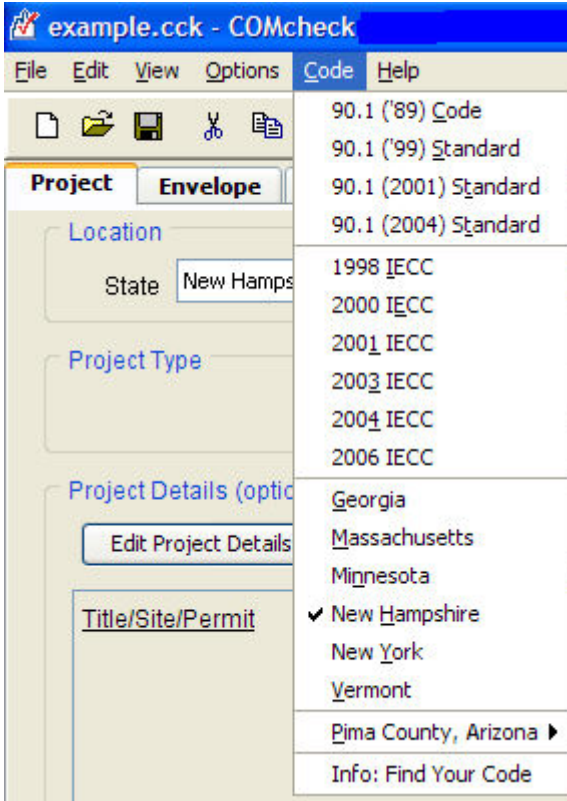 example.cck - COMcheck
File Edit View Options Code Help
Project Envelope
Location
State New Hamps
Project Type
Project Details (optio
Edit Project Details
Title/Site/Permit
90.1 ('89) Code
90.1 ('99) Standard
90.1 (2001) Standard
90.1 (2004) Standard
1998 IECC
2000 IECC
2001 IECC
2003 IECC
2004 IECC
2006 IECC
Georgia
Massachusetts
Minnesota
New Hampshire
New York
Vermont
Pima County, Arizona
Info: Find Your Code